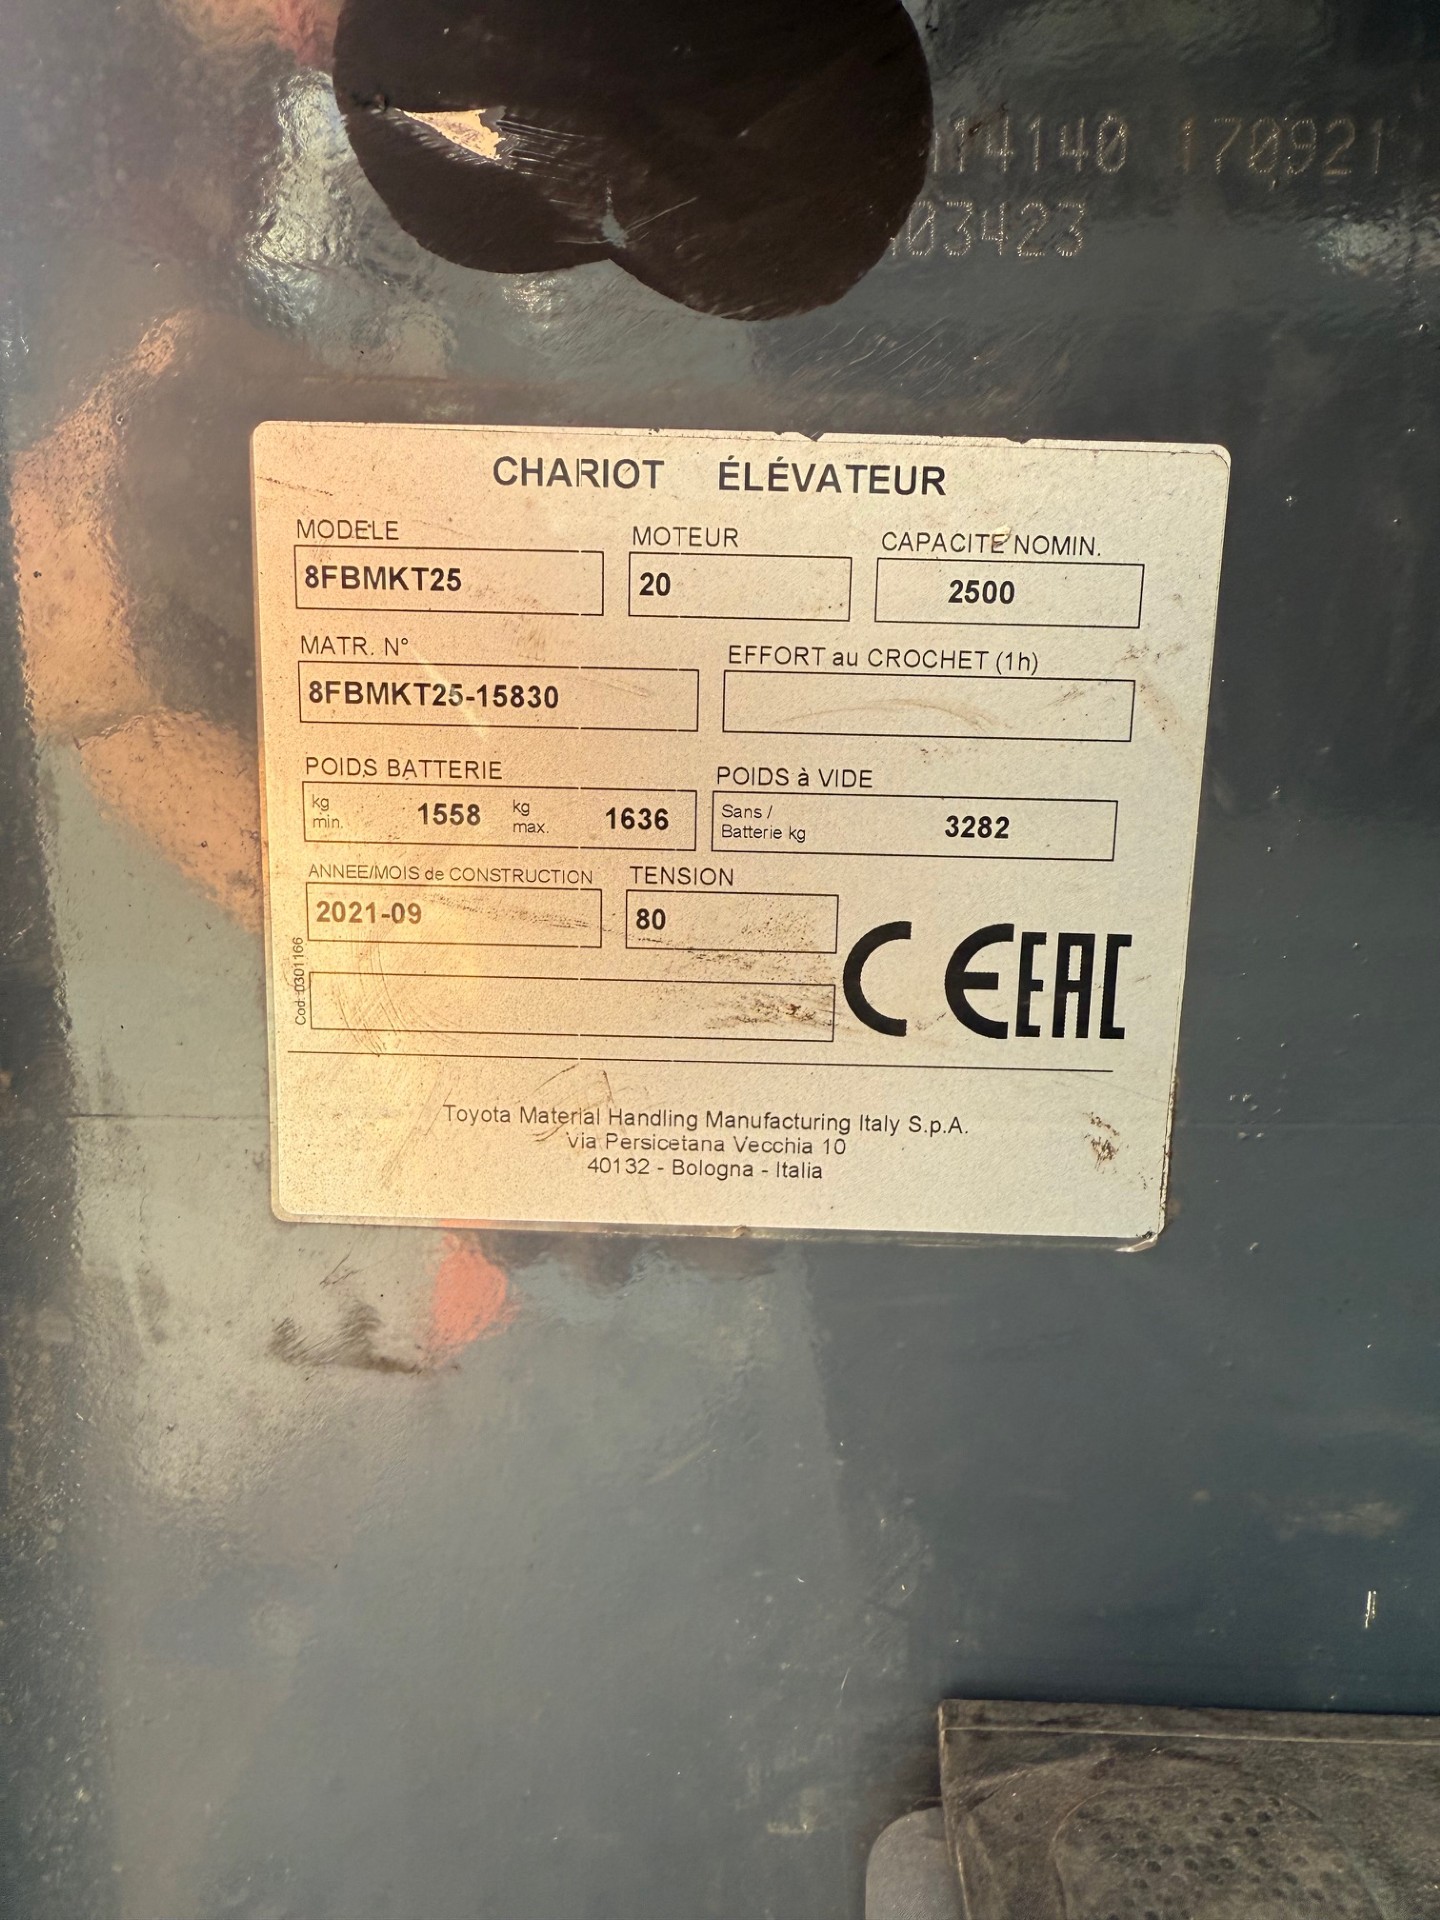 14140 170921
03423
CHARIOT ÉLÉVATEUR
MODELE MOTEUR CAPACITE NOMIN.
8FBMKT25 20 2500
MATR. N° EFFORT au CROCHET (1h)
8FBMKT25-15830
POIDS BATTERIE POIDS à VIDE
kg min. 1558 kg max. 1636 Sans / Batterie kg 3282
ANNEE/MOIS de CONSTRUCTION TENSION
2021-09 80
CE EAC
Cod. 0301166
Toyota Material Handling Manufacturing Italy S.p.A.
Via Persicetana Vecchia 10
40132 - Bologna - Italia